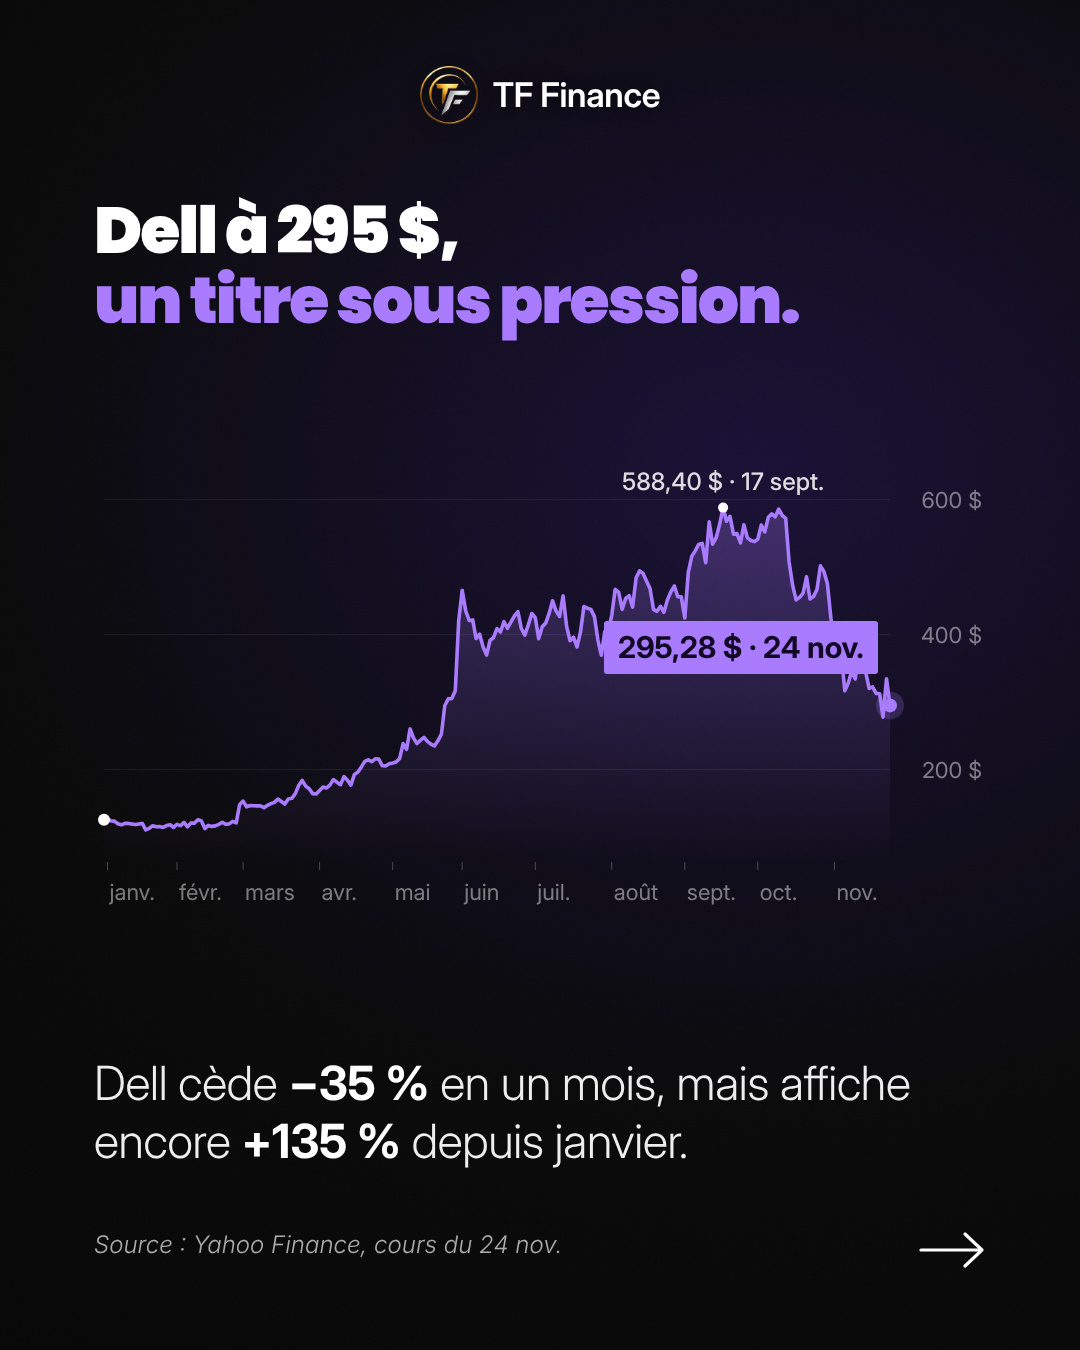 TF Finance
Dell à 295 $,
un titre sous pression.
588,40 $ · 17 sept.
600 $
295,28 $ · 24 nov.
400 $
200 $
janv. févr. mars avr. mai juin juil. août sept. oct. nov.
Dell cède −35 % en un mois, mais affiche
encore +135 % depuis janvier.
Source : Yahoo Finance, cours du 24 nov.